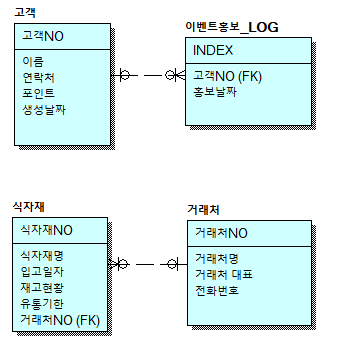 고객
고객NO
이름
연락처
포인트
생성날짜
이벤트홍보_LOG
INDEX
고객NO (FK)
홍보날짜
식자재
식자재NO
식자재명
입고일자
재고현황
유통기한
거래처NO (FK)
거래처
거래처NO
거래처명
거래처 대표
전화번호